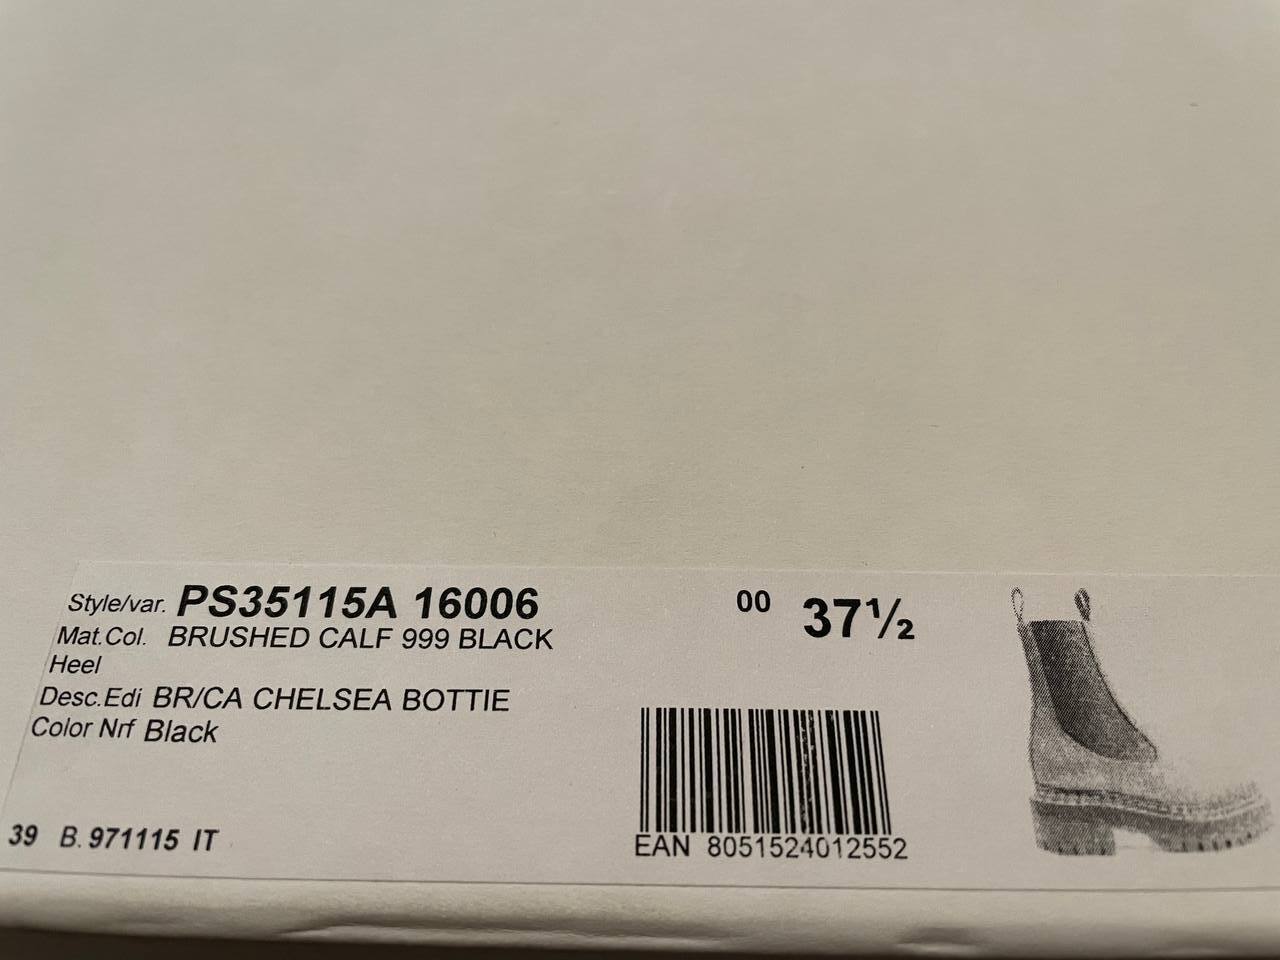 Style/var. PS35115A 16006
Mat.Col. BRUSHED CALF 999 BLACK
Heel
Desc.Edi BR/CA CHELSEA BOTTIE
Color Nrf Black
39 B. 971115 IT
00 37½
EAN 8051524012552